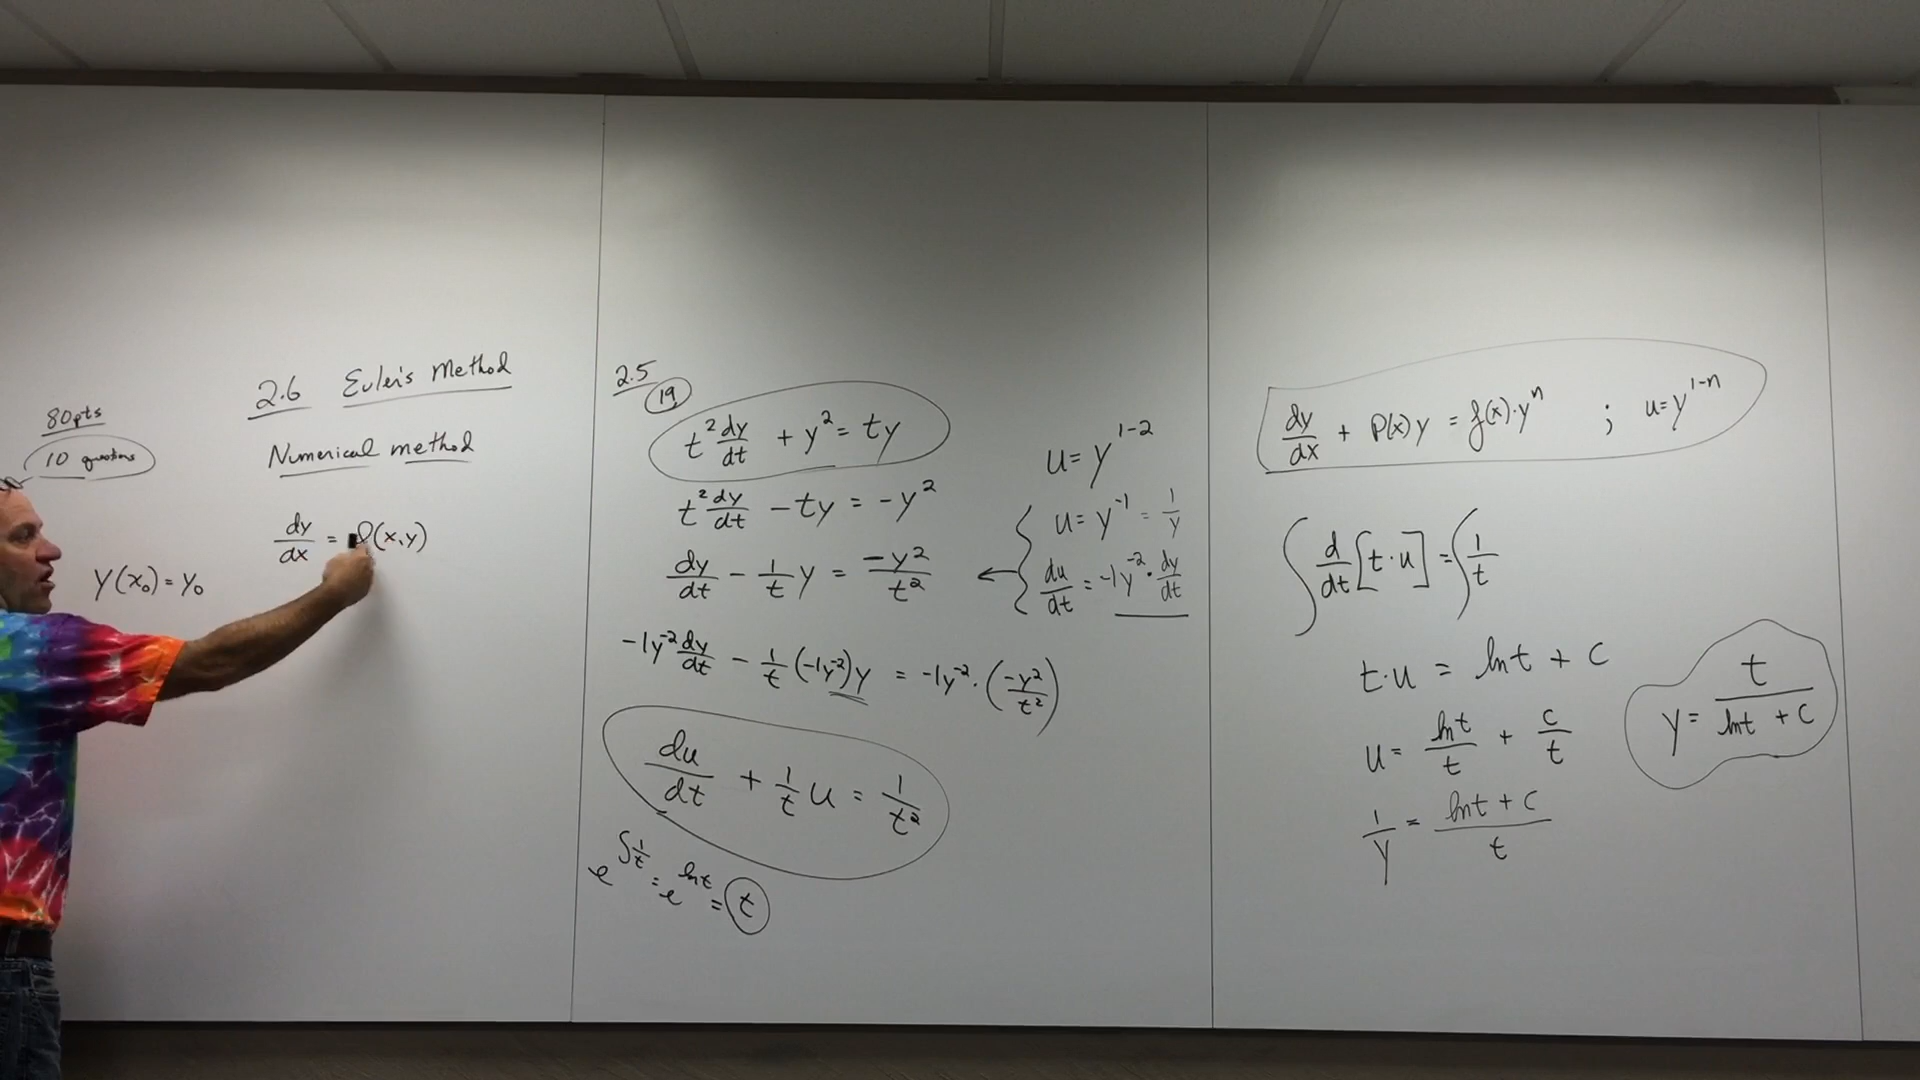 80pts
10 questions
2.6 Euler's Method
Numerical method
dy/dx = f(x,y)
y(x₀) = y₀
2.5
19
t² dy/dt + y² = ty
t² dy/dt - ty = -y²
dy/dt - 1/t y = -y²/t²
u = y^(1-2)
u = y⁻¹ = 1/y
du/dt = -1y⁻² · dy/dt
-1y⁻² dy/dt - 1/t (-1y⁻²)y = -1y⁻² · (-y²/t²)
du/dt + 1/t u = 1/t²
e^(∫1/t) = e^(ln t) = t
dy/dx + P(x)y = f(x)·yⁿ ; u = y^(1-n)
∫ d/dt [t·u] = ∫ 1/t
t·u = ln t + C
u = ln t/t + C/t
1/y = (ln t + C)/t
y = t/(ln t + C)